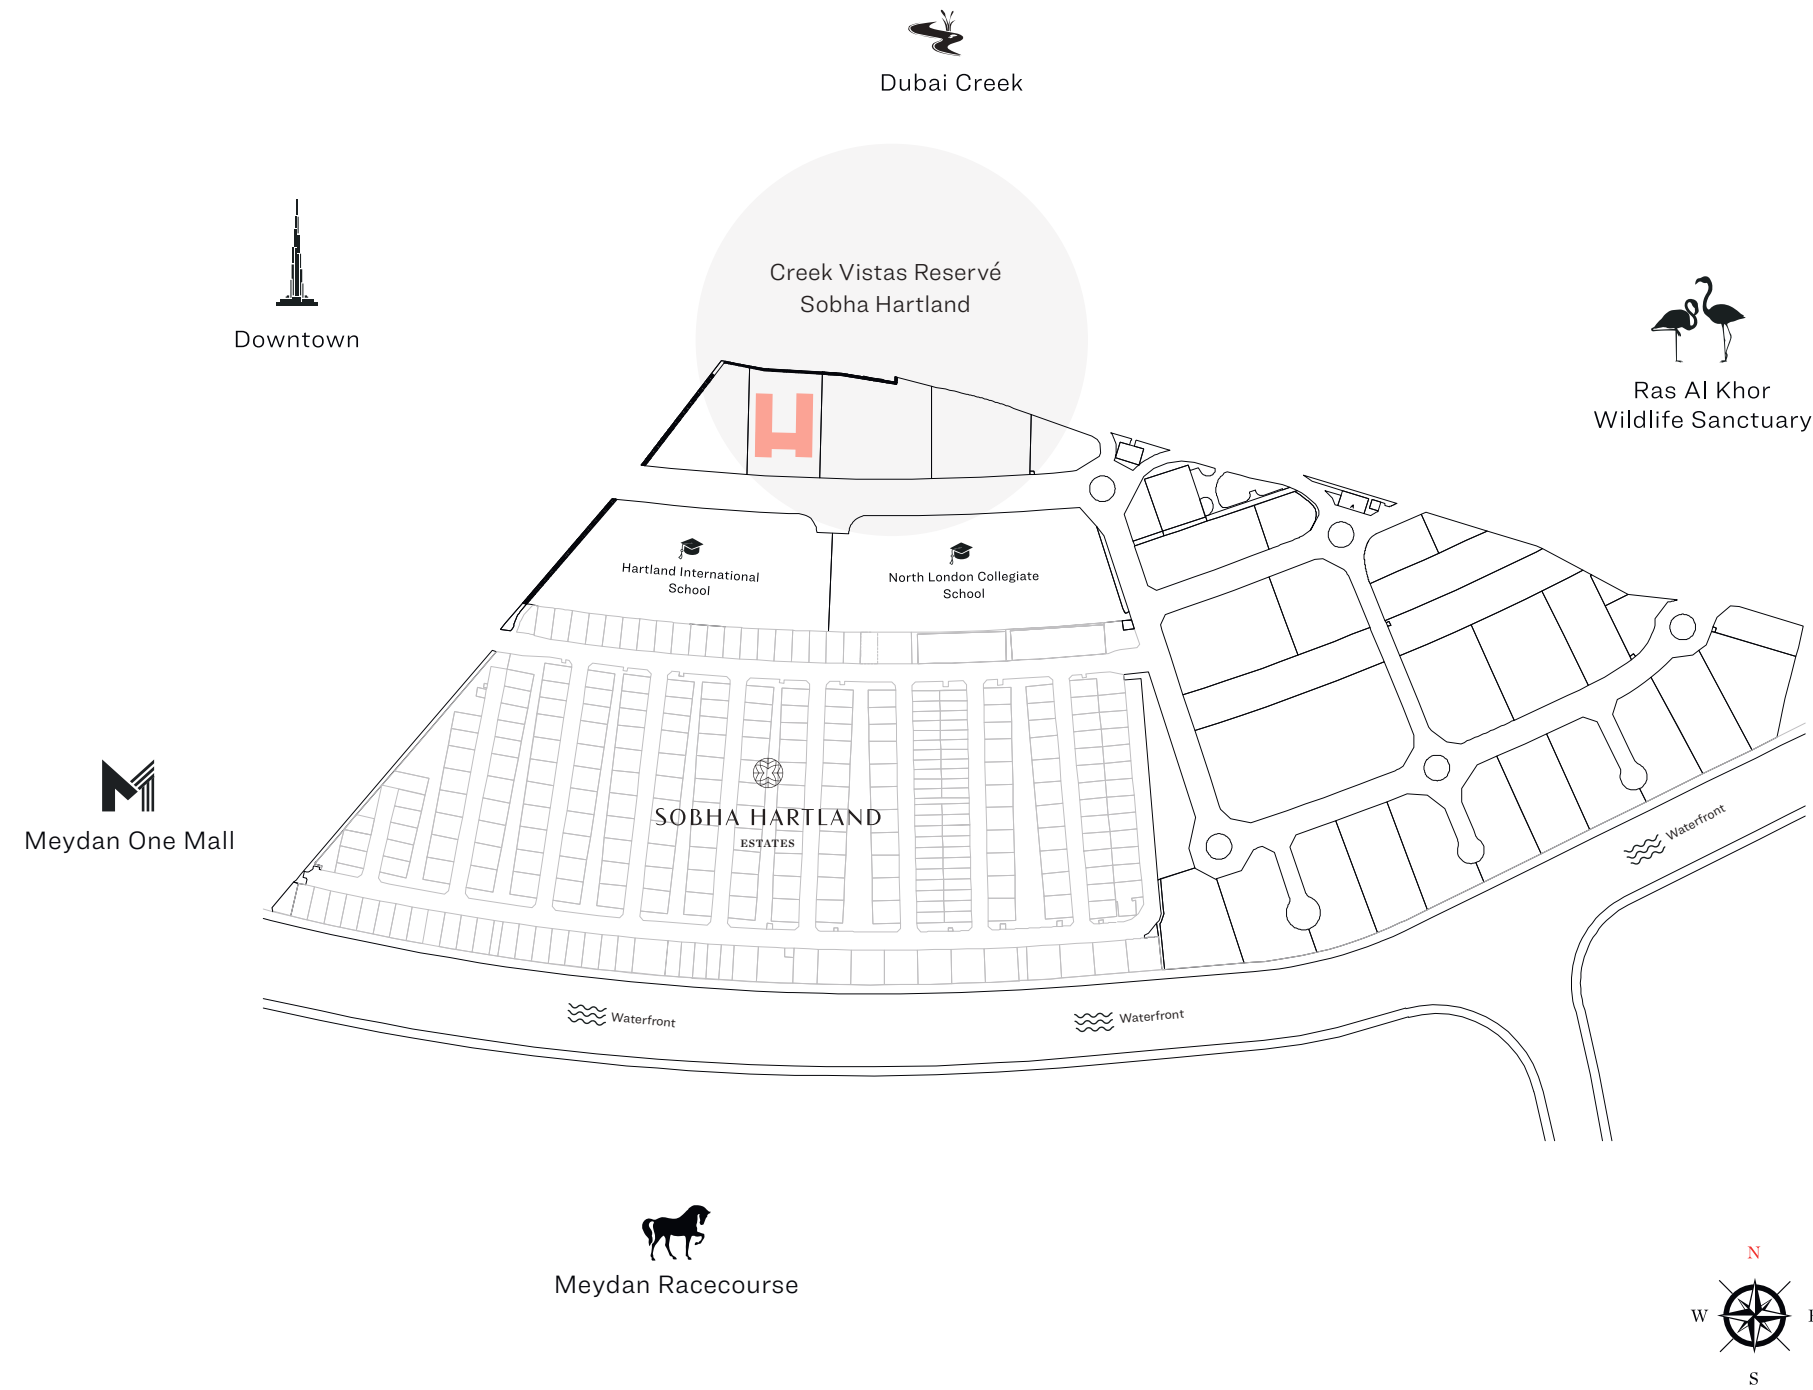 Dubai Creek
Creek Vistas Reservé
Sobha Hartland
Downtown
Ras Al Khor
Wildlife Sanctuary
Hartland International
School
North London Collegiate
School
SOBHA HARTLAND
ESTATES
Meydan One Mall
Waterfront
Waterfront
Waterfront
Meydan Racecourse
N
W
S